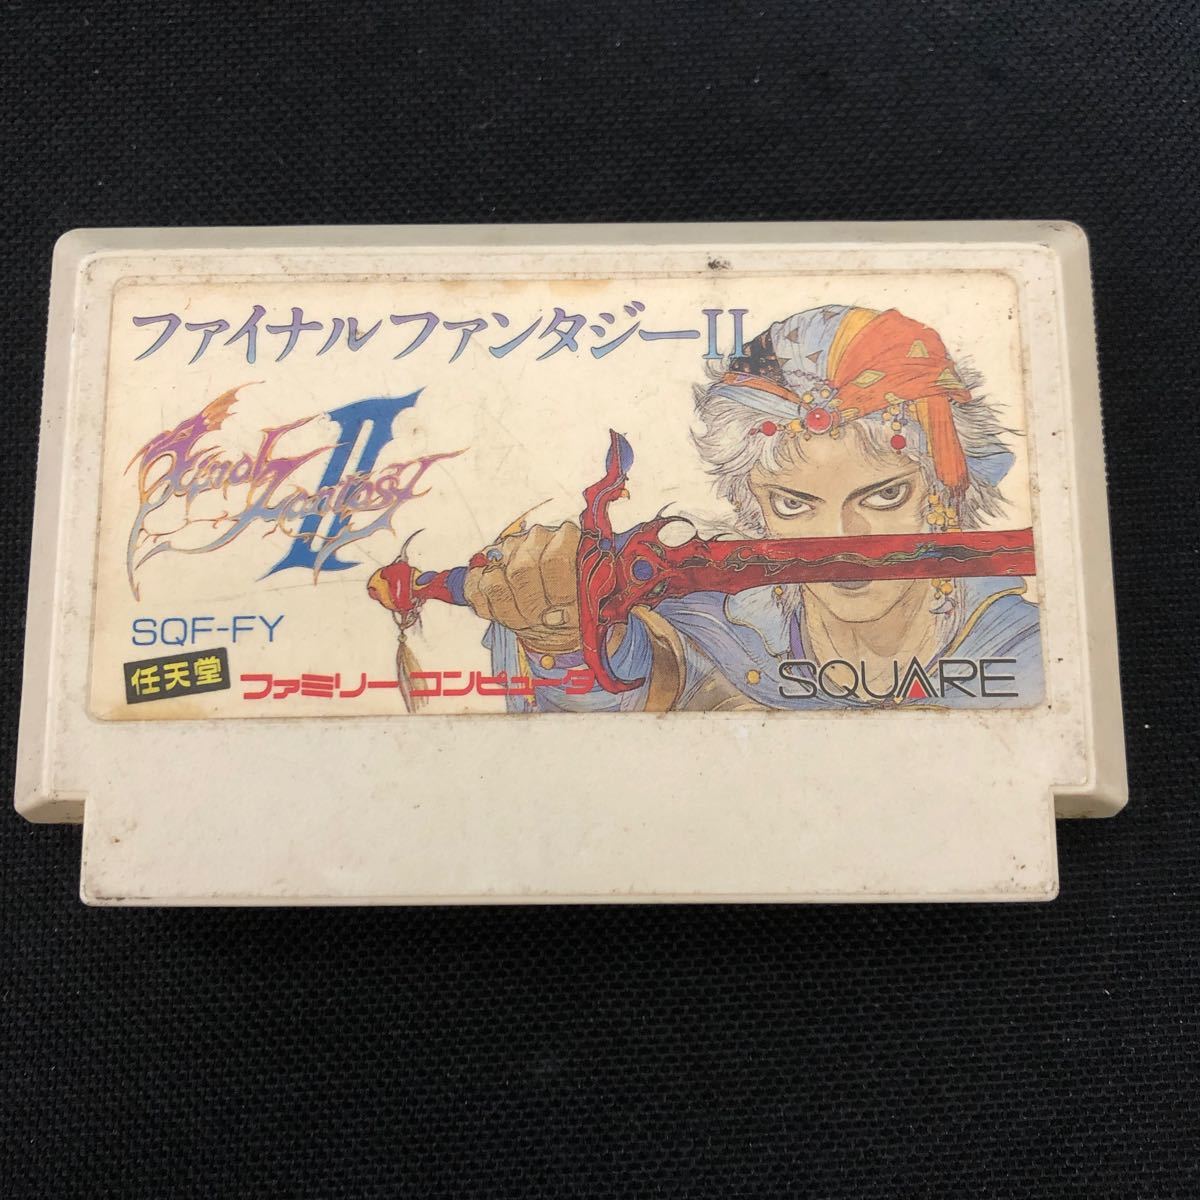 ファイナルファンタジーII
Final Fantasy II
SQF-FY
任天堂 ファミリーコンピュータ
SQUARE